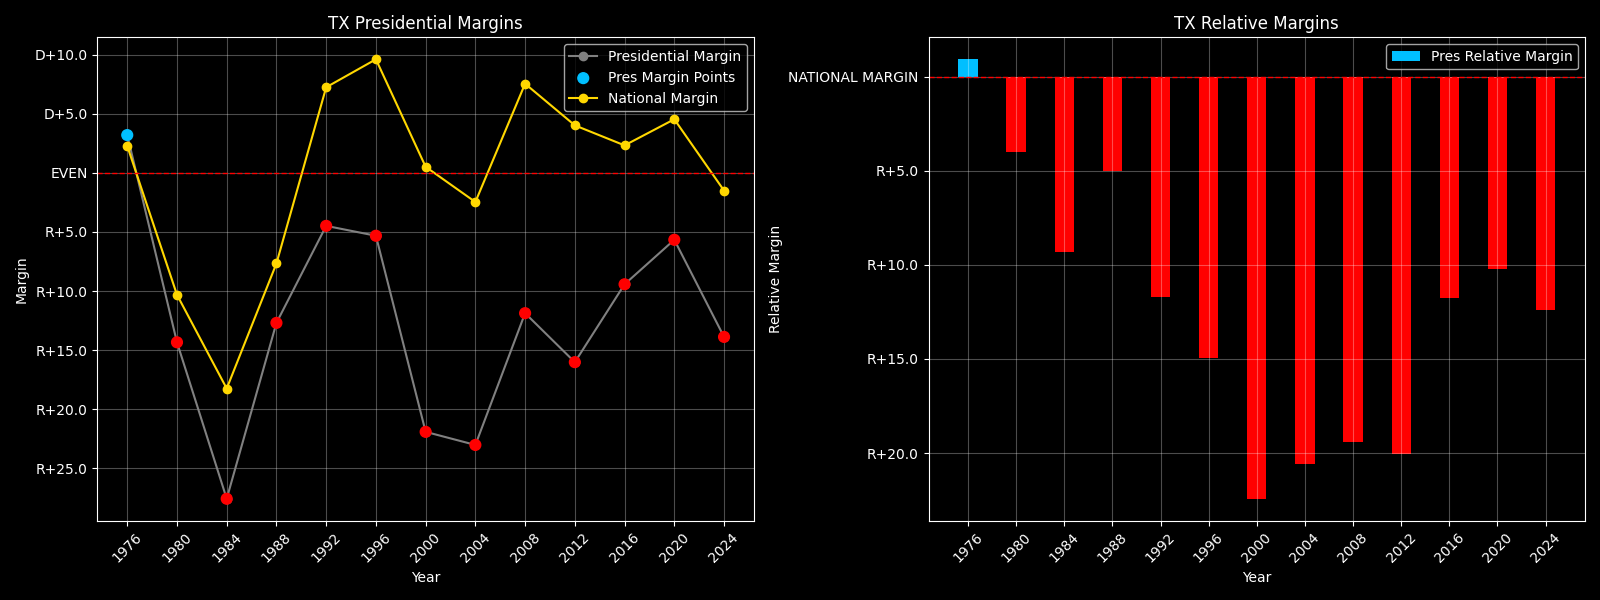 TX Presidential Margins
D+10.0
D+5.0
EVEN
R+5.0
R+10.0
R+15.0
R+20.0
R+25.0
Margin
Presidential Margin
Pres Margin Points
National Margin
1976
1980
1984
1988
1992
1996
2000
2004
2008
2012
2016
2020
2024
Year
TX Relative Margins
NATIONAL MARGIN
R+5.0
R+10.0
R+15.0
R+20.0
Relative Margin
Pres Relative Margin
1976
1980
1984
1988
1992
1996
2000
2004
2008
2012
2016
2020
2024
Year